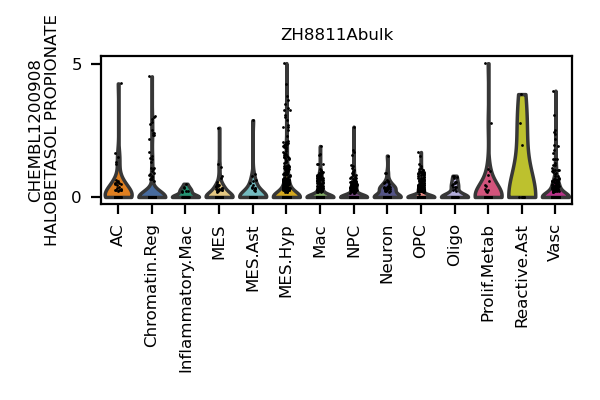 ZH8811Abulk
CHEMBL1200908
HALOBETASOL PROPIONATE
5
0
AC
Chromatin.Reg
Inflammatory.Mac
MES
MES.Ast
MES.Hyp
Mac
NPC
Neuron
OPC
Oligo
Prolif.Metab
Reactive.Ast
Vasc